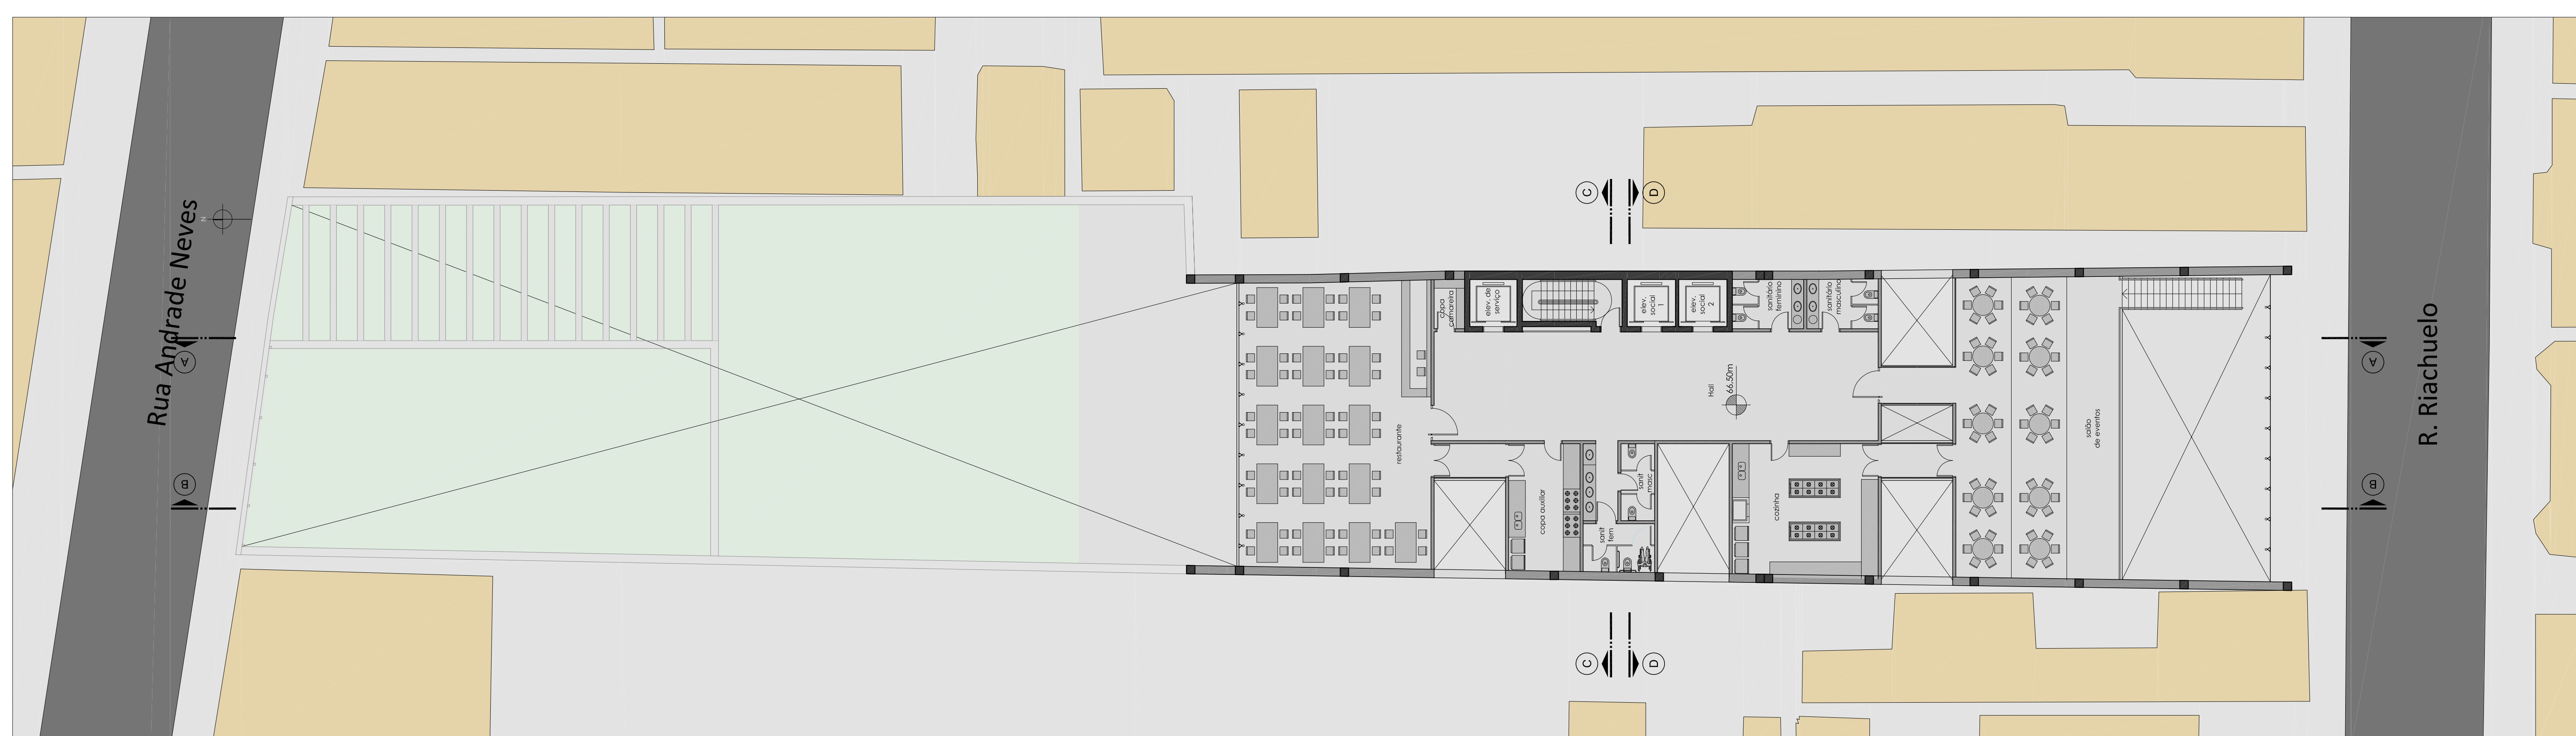 Rua Andrade Neves
N
A
B
C
D
copa
camareira
elev. de
serviço
elev.
social
1
elev.
social
2
sanitário
feminino
sanitário
masculino
restaurante
Hall
66.50m
salão
de eventos
copa auxiliar
sanit
fem
sanit
masc
cozinha
A
B
C
D
R. Riachuelo